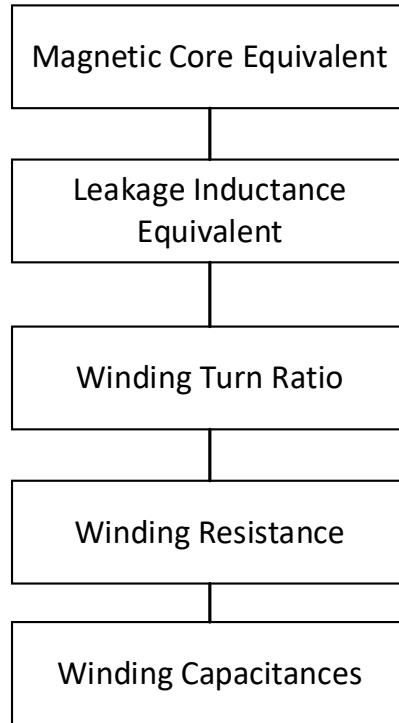 Magnetic Core Equivalent
Leakage Inductance
Equivalent
Winding Turn Ratio
Winding Resistance
Winding Capacitances